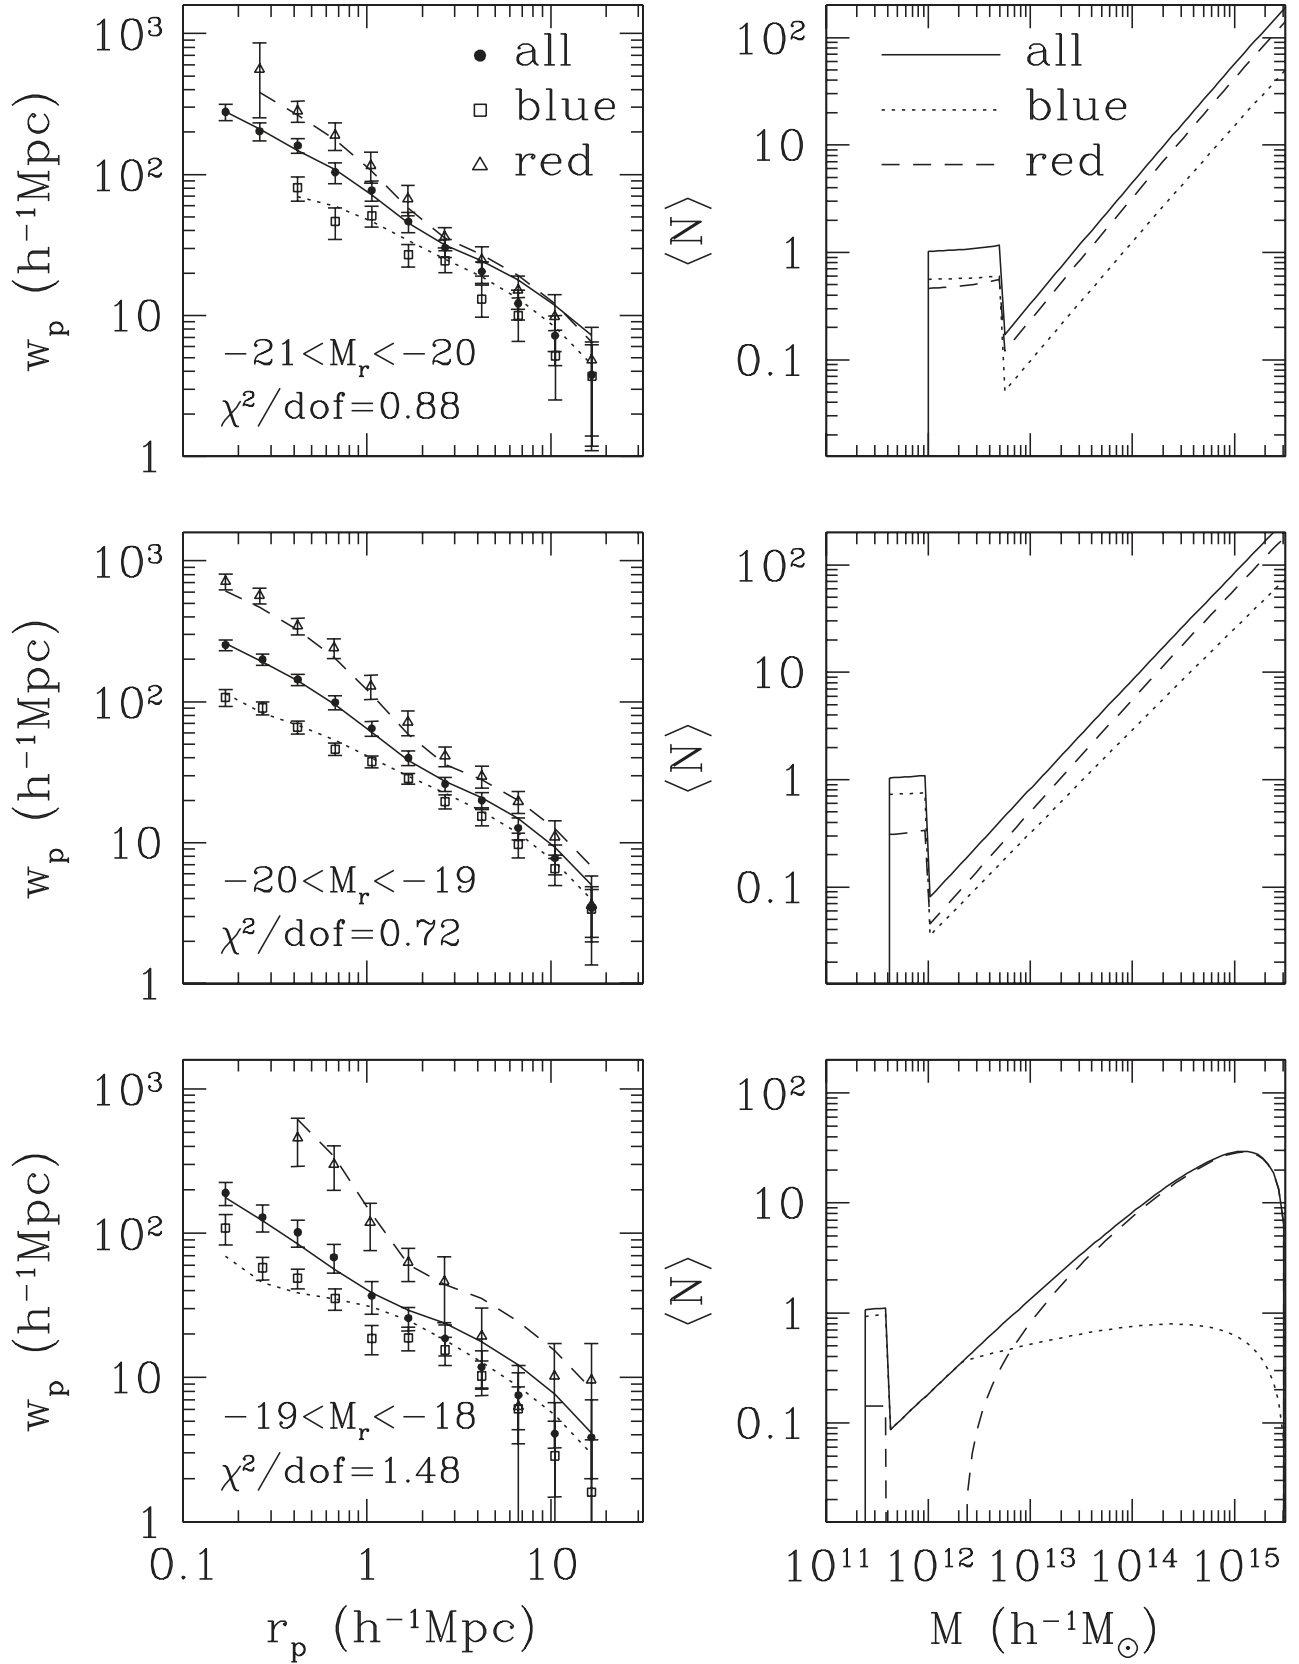 10³
10²
10
1
w_p (h⁻¹Mpc)
all
blue
red
−21<M_r<−20
χ²/dof=0.88
10²
10
1
0.1
⟨N⟩
all
blue
red
10³
10²
10
1
w_p (h⁻¹Mpc)
−20<M_r<−19
χ²/dof=0.72
10²
10
1
0.1
⟨N⟩
10³
10²
10
1
w_p (h⁻¹Mpc)
−19<M_r<−18
χ²/dof=1.48
0.1 1 10
r_p (h⁻¹Mpc)
10²
10
1
0.1
⟨N⟩
10¹¹ 10¹² 10¹³ 10¹⁴ 10¹⁵
M (h⁻¹M_⊙)